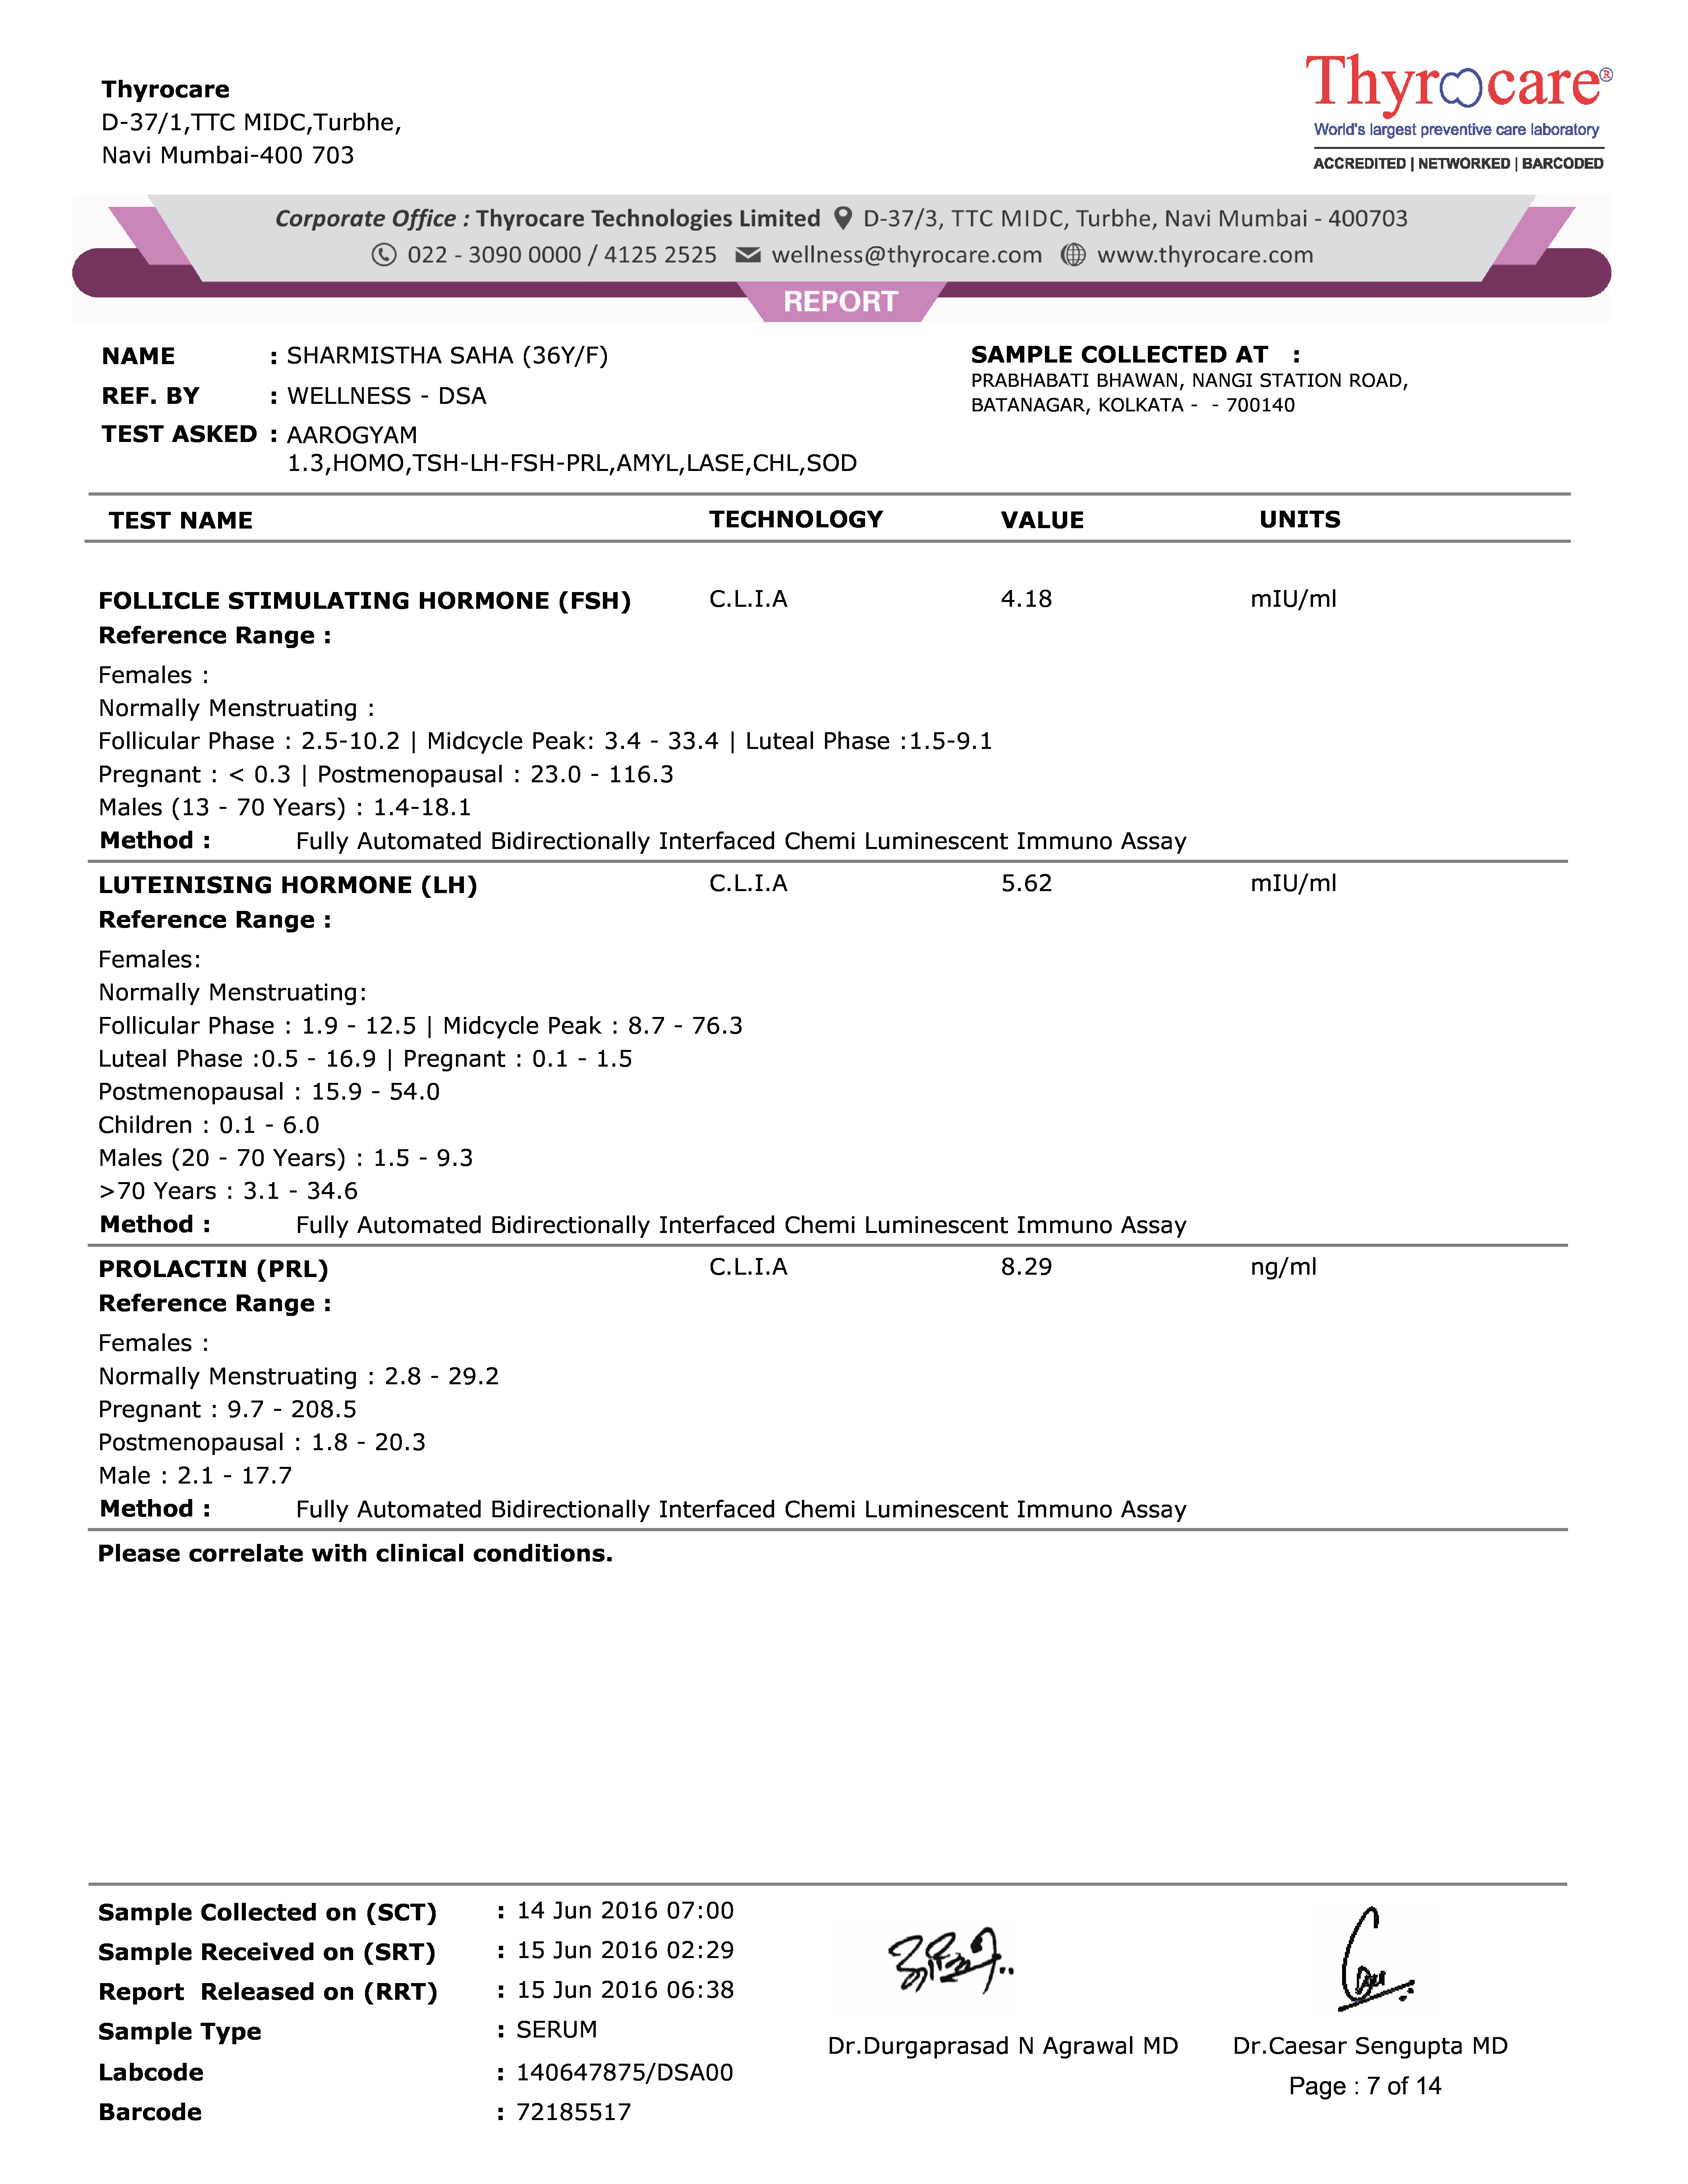 Thyrocare
D-37/1,TTC MIDC,Turbhe,
Navi Mumbai-400 703
Thyrocare®
World's largest preventive care laboratory
ACCREDITED | NETWORKED | BARCODED
Corporate Office : Thyrocare Technologies Limited D-37/3, TTC MIDC, Turbhe, Navi Mumbai - 400703
022 - 3090 0000 / 4125 2525 wellness@thyrocare.com www.thyrocare.com
REPORT
NAME : SHARMISTHA SAHA (36Y/F)
REF. BY : WELLNESS - DSA
TEST ASKED : AAROGYAM
1.3,HOMO,TSH-LH-FSH-PRL,AMYL,LASE,CHL,SOD
SAMPLE COLLECTED AT :
PRABHABATI BHAWAN, NANGI STATION ROAD,
BATANAGAR, KOLKATA - - 700140
TEST NAME TECHNOLOGY VALUE UNITS
FOLLICLE STIMULATING HORMONE (FSH) C.L.I.A 4.18 mIU/ml
Reference Range :
Females :
Normally Menstruating :
Follicular Phase : 2.5-10.2 | Midcycle Peak: 3.4 - 33.4 | Luteal Phase :1.5-9.1
Pregnant : < 0.3 | Postmenopausal : 23.0 - 116.3
Males (13 - 70 Years) : 1.4-18.1
Method : Fully Automated Bidirectionally Interfaced Chemi Luminescent Immuno Assay
LUTEINISING HORMONE (LH) C.L.I.A 5.62 mIU/ml
Reference Range :
Females:
Normally Menstruating:
Follicular Phase : 1.9 - 12.5 | Midcycle Peak : 8.7 - 76.3
Luteal Phase :0.5 - 16.9 | Pregnant : 0.1 - 1.5
Postmenopausal : 15.9 - 54.0
Children : 0.1 - 6.0
Males (20 - 70 Years) : 1.5 - 9.3
>70 Years : 3.1 - 34.6
Method : Fully Automated Bidirectionally Interfaced Chemi Luminescent Immuno Assay
PROLACTIN (PRL) C.L.I.A 8.29 ng/ml
Reference Range :
Females :
Normally Menstruating : 2.8 - 29.2
Pregnant : 9.7 - 208.5
Postmenopausal : 1.8 - 20.3
Male : 2.1 - 17.7
Method : Fully Automated Bidirectionally Interfaced Chemi Luminescent Immuno Assay
Please correlate with clinical conditions.
Sample Collected on (SCT) : 14 Jun 2016 07:00
Sample Received on (SRT) : 15 Jun 2016 02:29
Report Released on (RRT) : 15 Jun 2016 06:38
Sample Type : SERUM
Labcode : 140647875/DSA00
Barcode : 72185517
Dr.Durgaprasad N Agrawal MD Dr.Caesar Sengupta MD
Page : 7 of 14